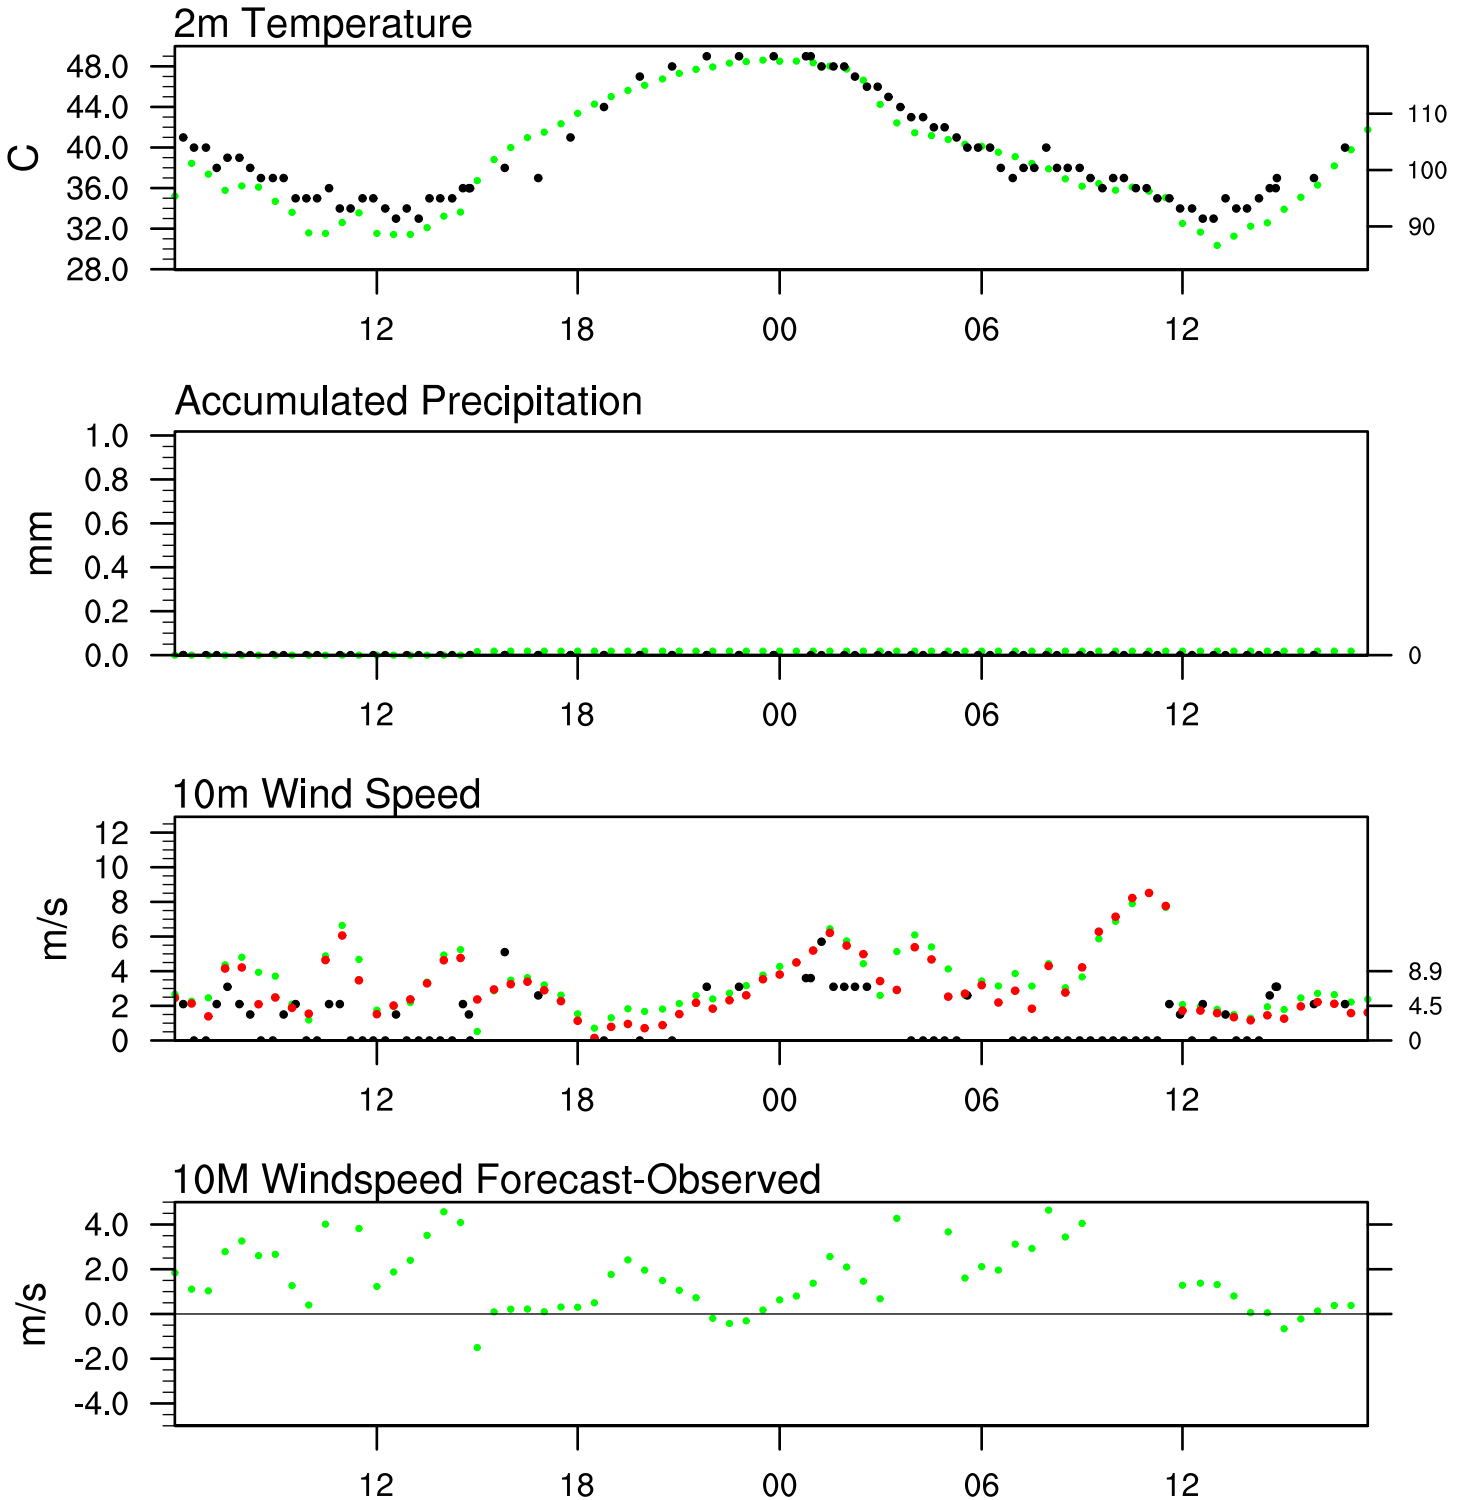 2m Temperature
48.0
44.0
40.0
36.0
32.0
28.0
C
110
100
90
12 18 00 06 12
Accumulated Precipitation
1.0
0.8
0.6
0.4
0.2
0.0
mm
0
12 18 00 06 12
10m Wind Speed
12
10
8
6
4
2
0
m/s
8.9
4.5
0
12 18 00 06 12
10M Windspeed Forecast-Observed
4.0
2.0
0.0
-2.0
-4.0
m/s
12 18 00 06 12